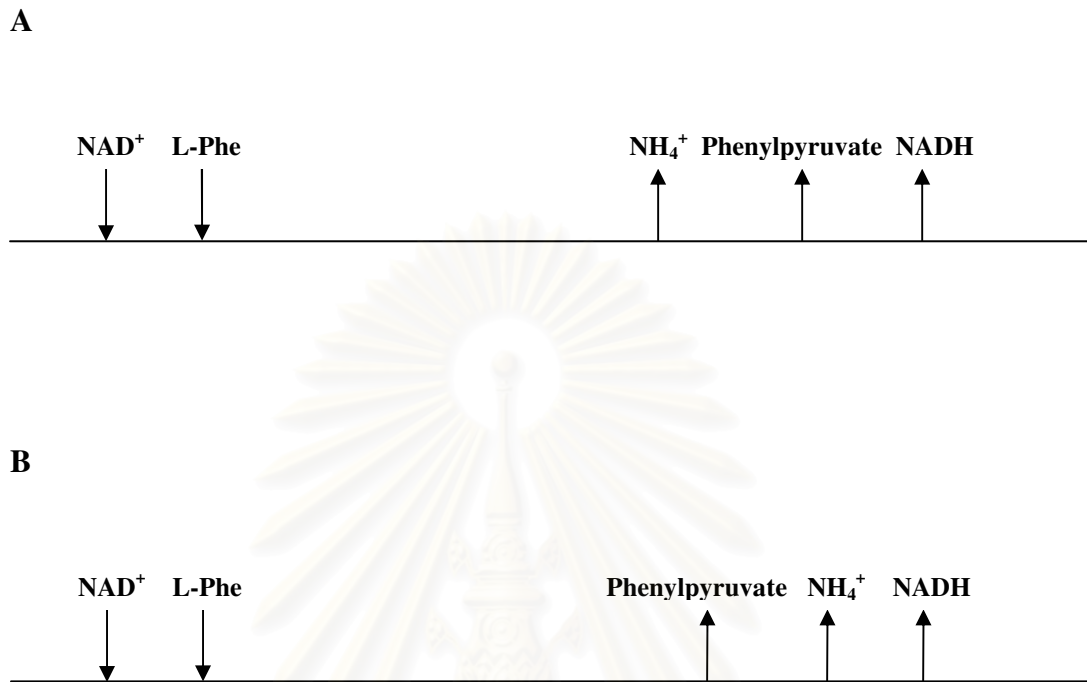 A
NAD⁺ L-Phe NH₄⁺ Phenylpyruvate NADH
B
NAD⁺ L-Phe Phenylpyruvate NH₄⁺ NADH